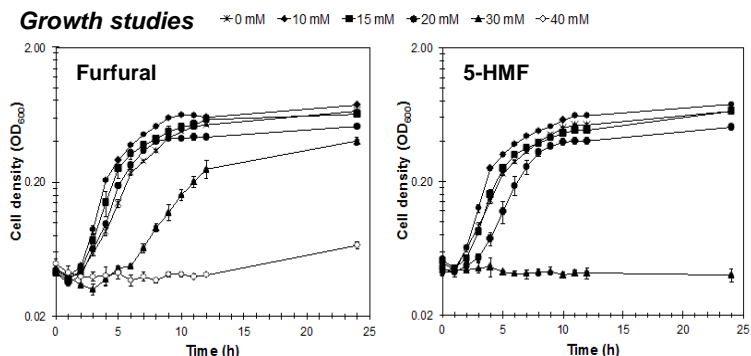 Growth studies 0 mM 10 mM 15 mM 20 mM 30 mM 40 mM
2.00
Furfural
Cell density (OD600)
0.20
0.02
0 5 10 15 20 25
Time (h)
2.00
5-HMF
Cell density (OD600)
0.20
0.02
0 5 10 15 20 25
Time (h)